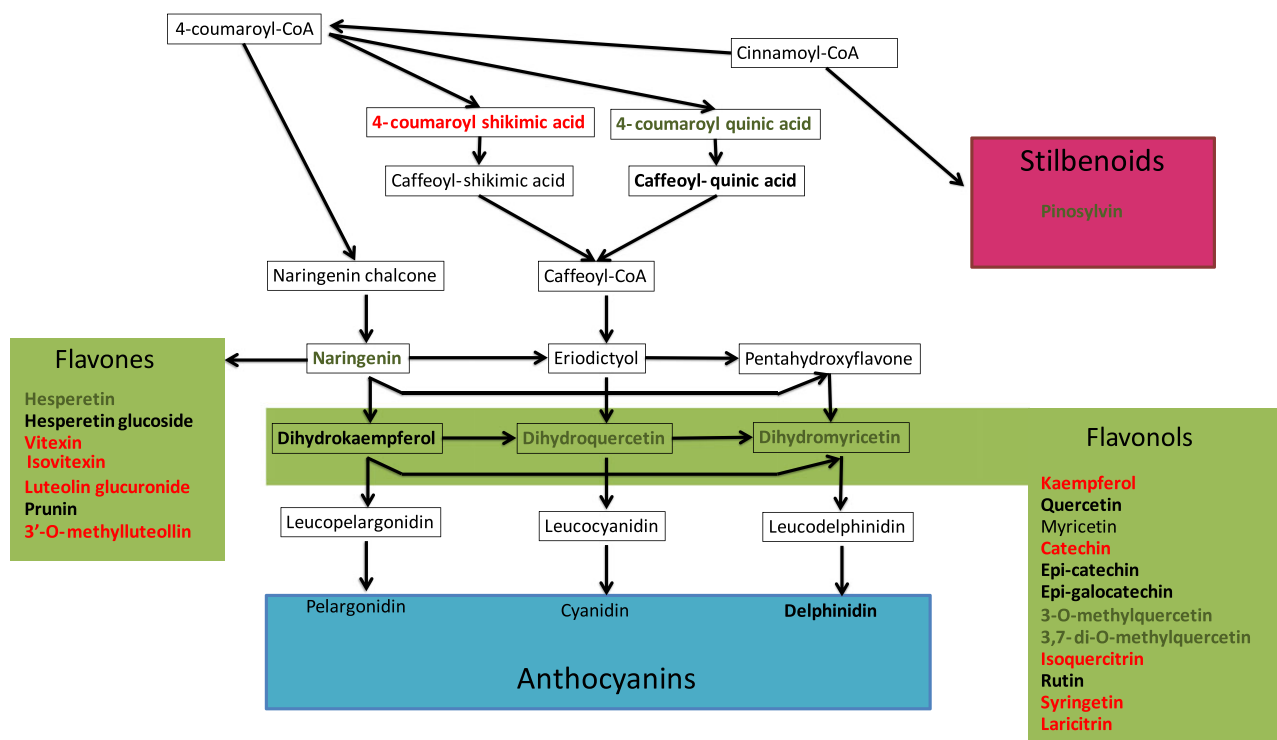 4-coumaroyl-CoA
Cinnamoyl-CoA
4-coumaroyl shikimic acid
4-coumaroyl quinic acid
Stilbenoids
Caffeoyl-shikimic acid
Caffeoyl-quinic acid
Pinosylvin
Naringenin chalcone
Caffeoyl-CoA
Flavones
Naringenin
Eriodictyol
Pentahydroxyflavone
Hesperetin
Hesperetin glucoside
Vitexin
Isovitexin
Luteolin glucuronide
Prunin
3’-O-methylluteollin
Dihydrokaempferol
Dihydroquercetin
Dihydromyricetin
Flavonols
Kaempferol
Quercetin
Myricetin
Catechin
Epi-catechin
Epi-galocatechin
3-O-methylquercetin
3,7-di-O-methylquercetin
Isoquercitrin
Rutin
Syringetin
Laricitrin
Leucopelargonidin
Leucocyanidin
Leucodelphinidin
Pelargonidin
Cyanidin
Delphinidin
Anthocyanins